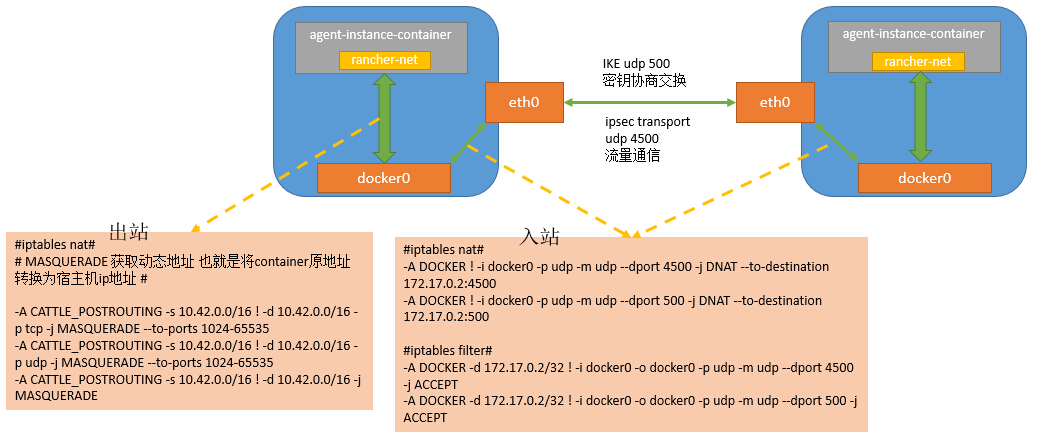 agent-instance-container
rancher-net
eth0
docker0
IKE udp 500
密钥协商交换
ipsec transport
udp 4500
流量通信
agent-instance-container
rancher-net
eth0
docker0
出站
#iptables nat#
# MASQUERADE 获取动态地址 也就是将container原地址
转换为宿主机ip地址 #
-A CATTLE_POSTROUTING -s 10.42.0.0/16 ! -d 10.42.0.0/16 -
p tcp -j MASQUERADE --to-ports 1024-65535
-A CATTLE_POSTROUTING -s 10.42.0.0/16 ! -d 10.42.0.0/16 -
p udp -j MASQUERADE --to-ports 1024-65535
-A CATTLE_POSTROUTING -s 10.42.0.0/16 ! -d 10.42.0.0/16 -j
MASQUERADE
入站
#iptables nat#
-A DOCKER ! -i docker0 -p udp -m udp --dport 4500 -j DNAT --to-destination
172.17.0.2:4500
-A DOCKER ! -i docker0 -p udp -m udp --dport 500 -j DNAT --to-destination
172.17.0.2:500
#iptables filter#
-A DOCKER -d 172.17.0.2/32 ! -i docker0 -o docker0 -p udp -m udp --dport 4500
-j ACCEPT
-A DOCKER -d 172.17.0.2/32 ! -i docker0 -o docker0 -p udp -m udp --dport 500 -j
ACCEPT